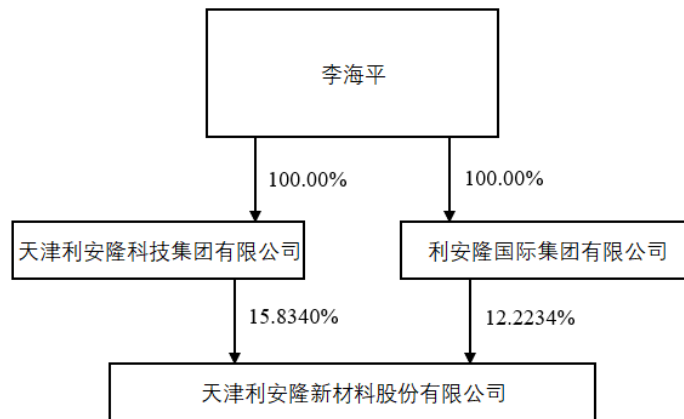 李海平
100.00%
100.00%
天津利安隆科技集团有限公司
利安隆国际集团有限公司
15.8340%
12.2234%
天津利安隆新材料股份有限公司